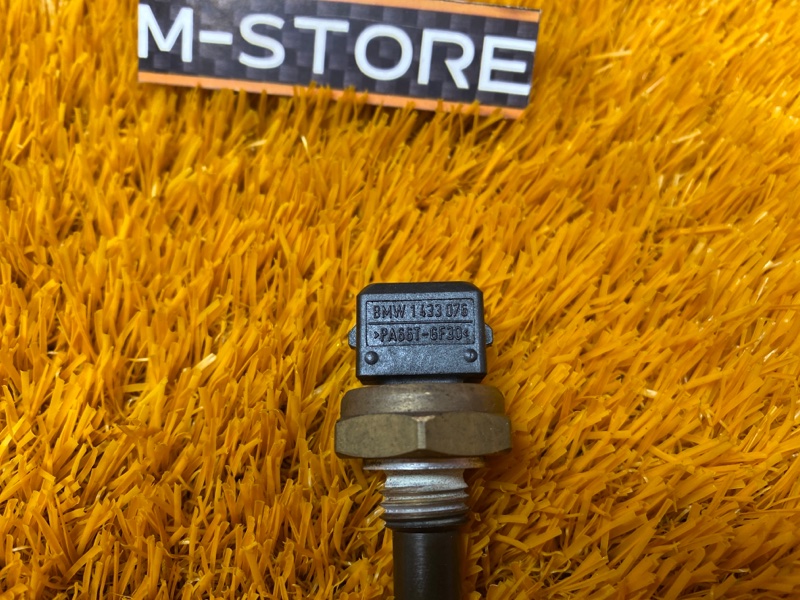 M-STORE
BMW 1 433 076
>PA66T-GF30<